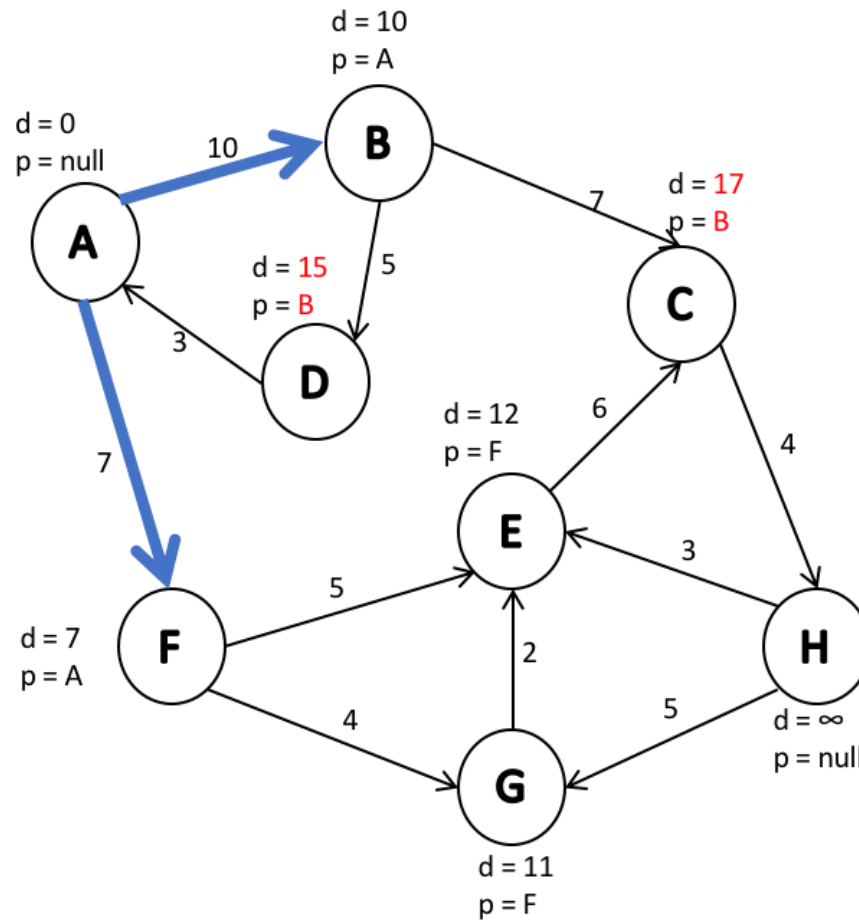 d = 10
p = A
B
d = 0
p = null
10
A
7
d = 17
p = B
C
d = 15
p = B
5
3
D
6
d = 12
p = F
4
7
E
3
5
F
d = 7
p = A
2
H
4
5
d = ∞
p = null
G
d = 11
p = F